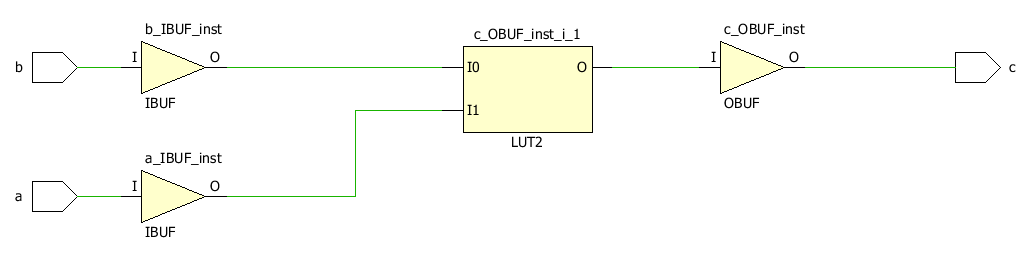 b_IBUF_inst
c_OBUF_inst_i_1
c_OBUF_inst
b
I
O
I0
O
I
O
c
IBUF
I1
OBUF
LUT2
a_IBUF_inst
a
I
O
IBUF